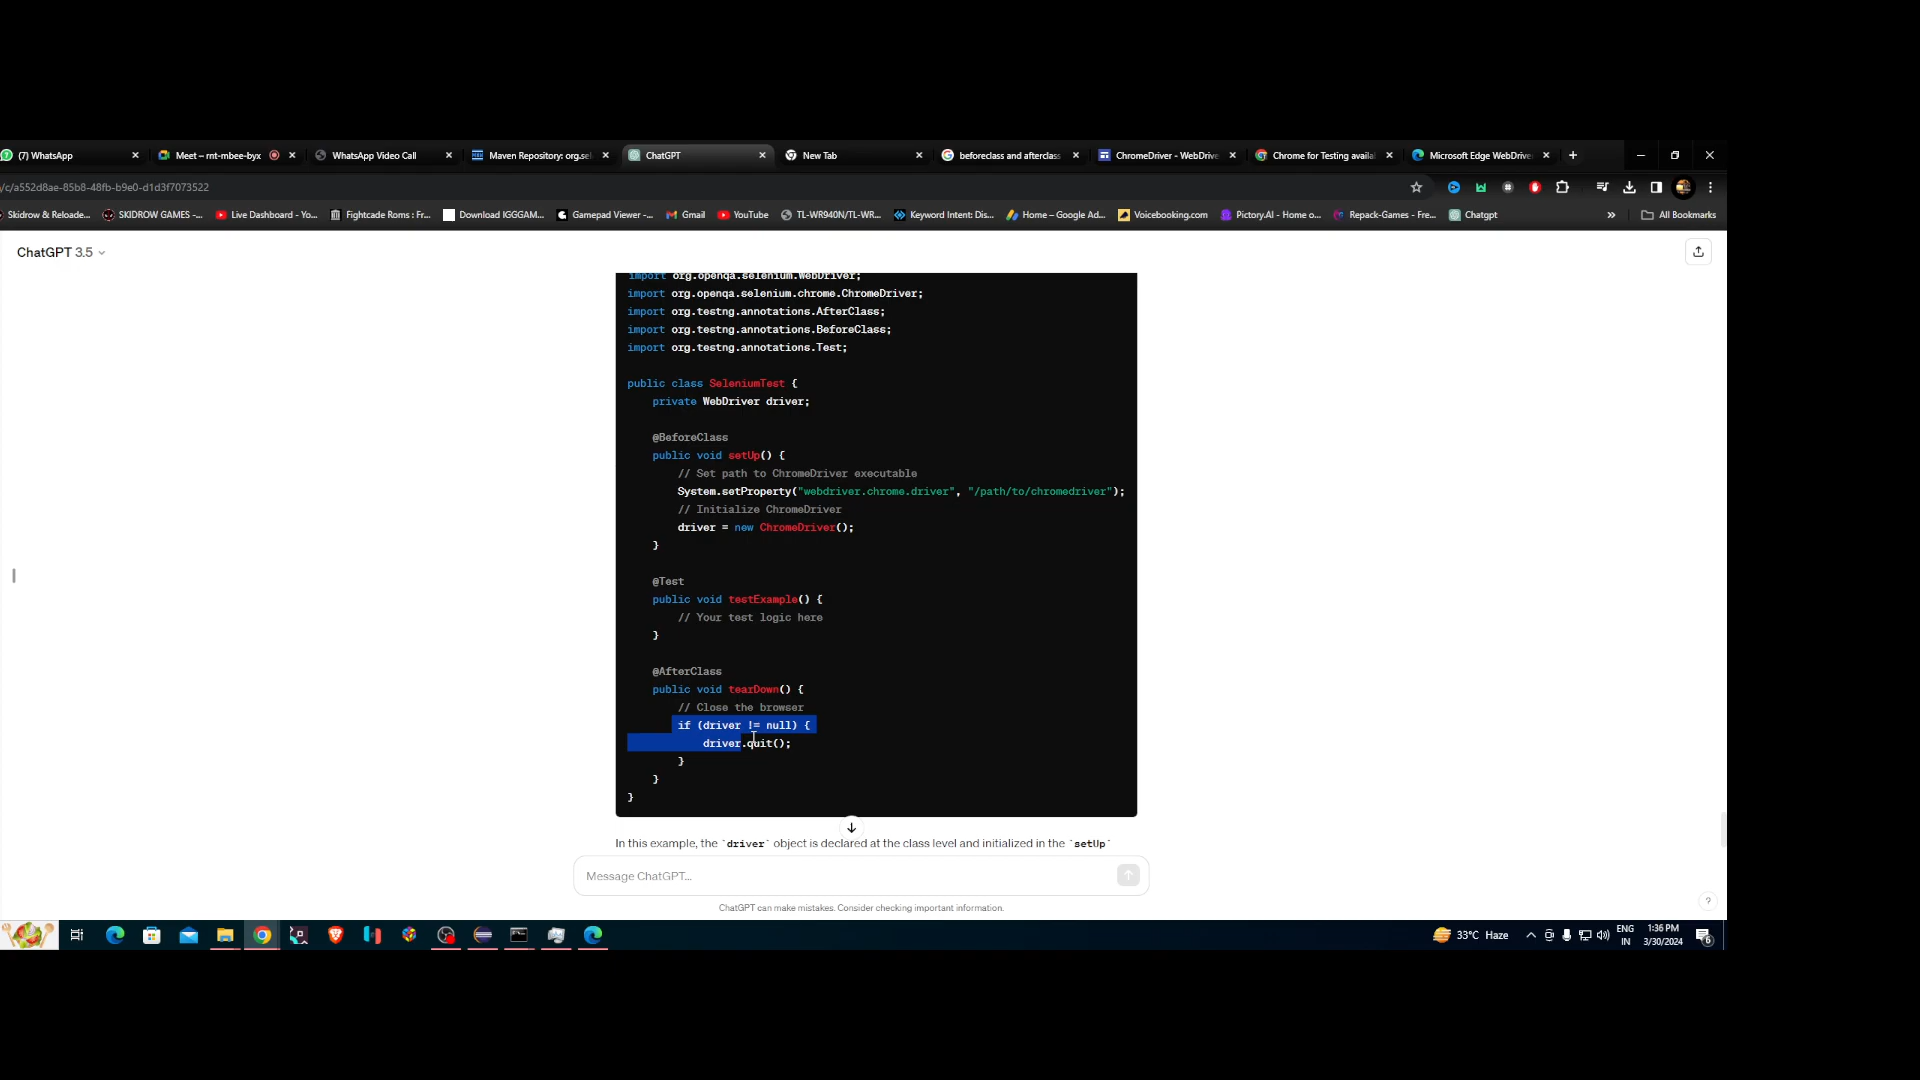 (7) WhatsApp
Meet – rnt-mbee-byx
WhatsApp Video Call
Maven Repository: org.sel
ChatGPT
New Tab
beforeclass and afterclass
ChromeDriver - WebDrive
Chrome for Testing availa
Microsoft Edge WebDrive
/c/a552d8ae-85b8-48fb-b9e0-d1d3f7073522
Skidrow & Reloade...
SKIDROW GAMES -...
Live Dashboard - Yo...
Fightcade Roms : Fr...
Download IGGGAM...
Gamepad Viewer -...
Gmail
YouTube
TL-WR940N/TL-WR...
Keyword Intent: Dis...
Home – Google Ad...
Voicebooking.com
Pictory.AI - Home o...
Repack-Games - Fre...
Chatgpt
»
All Bookmarks
ChatGPT 3.5
import org.openqa.selenium.WebDriver;
import org.openqa.selenium.chrome.ChromeDriver;
import org.testng.annotations.AfterClass;
import org.testng.annotations.BeforeClass;
import org.testng.annotations.Test;
public class SeleniumTest {
private WebDriver driver;
@BeforeClass
public void setUp() {
// Set path to ChromeDriver executable
System.setProperty("webdriver.chrome.driver", "/path/to/chromedriver");
// Initialize ChromeDriver
driver = new ChromeDriver();
}
@Test
public void testExample() {
// Your test logic here
}
@AfterClass
public void tearDown() {
// Close the browser
if (driver != null) {
driver.quit();
}
}
}
In this example, the `driver` object is declared at the class level and initialized in the `setUp`
Message ChatGPT...
ChatGPT can make mistakes. Consider checking important information.
?
33°C Haze
ENG
IN
1:36 PM
3/30/2024
6